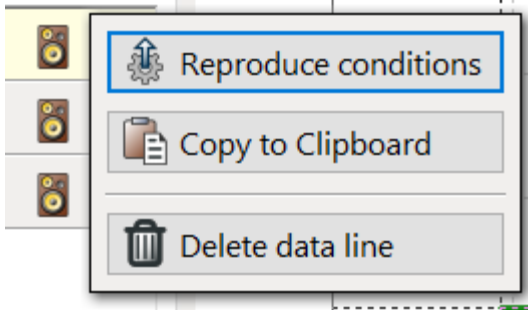 Reproduce conditions
Copy to Clipboard
Delete data line